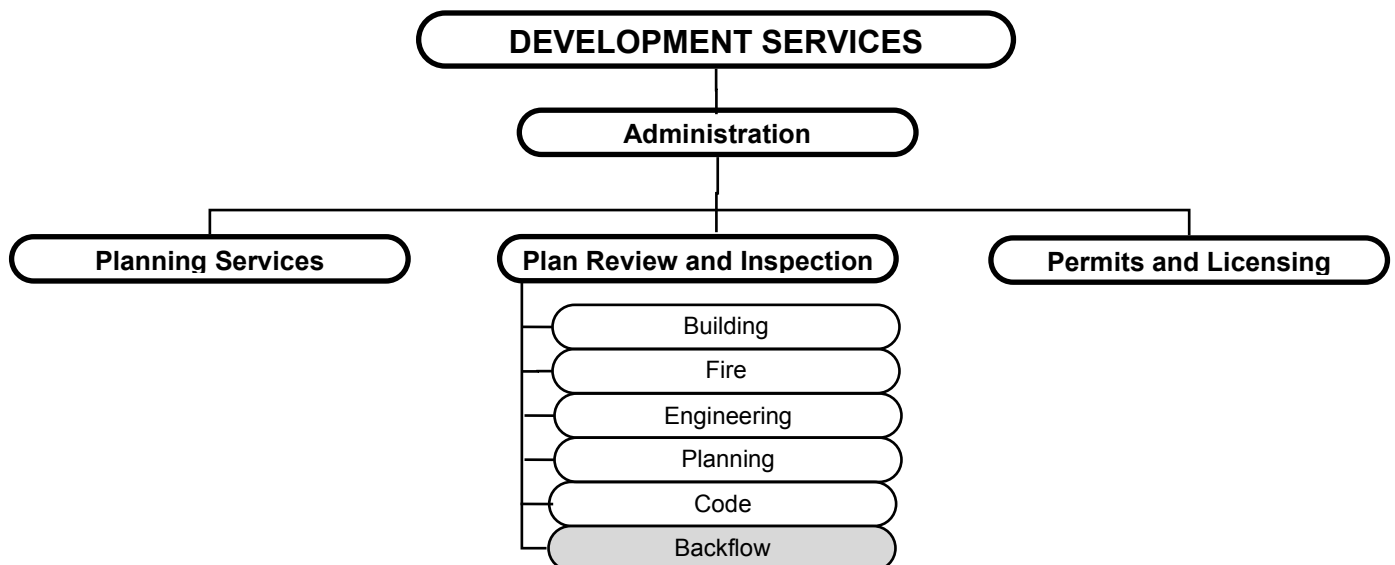 DEVELOPMENT SERVICES
Administration
Planning Services
Plan Review and Inspection
Permits and Licensing
Building
Fire
Engineering
Planning
Code
Backflow